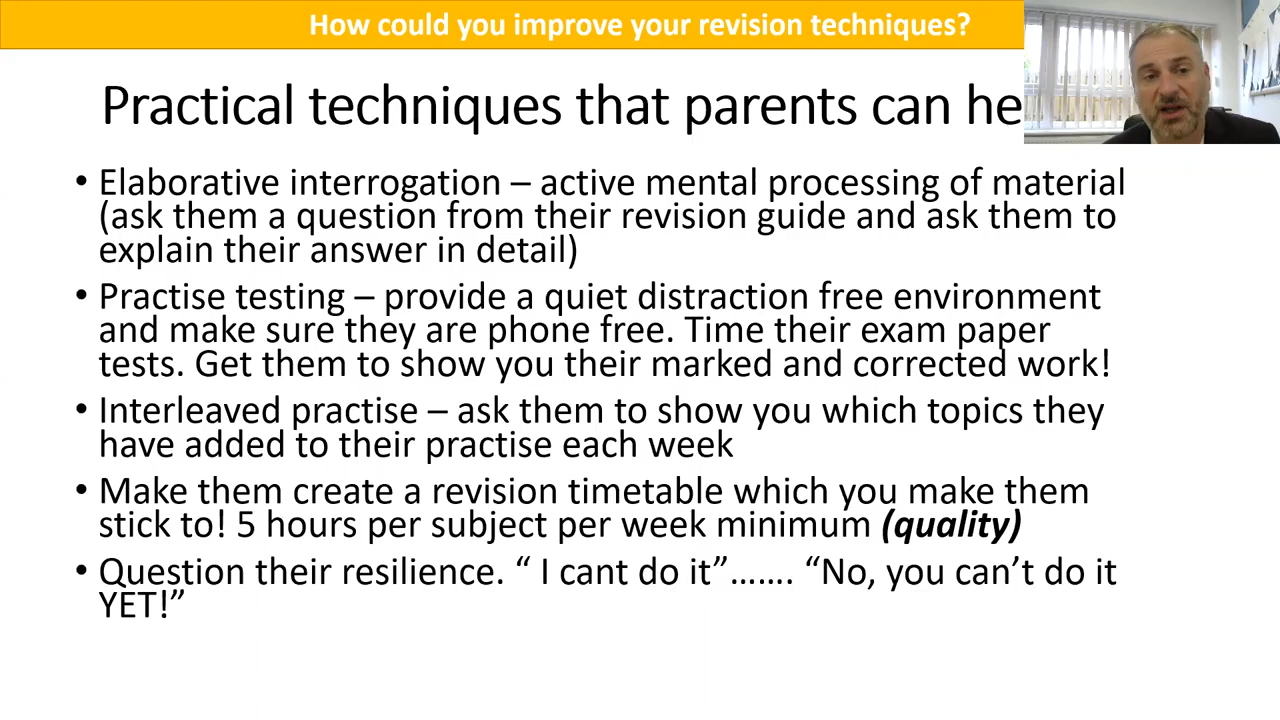 How could you improve your revision techniques?
Practical techniques that parents can he
• Elaborative interrogation – active mental processing of material
(ask them a question from their revision guide and ask them to
explain their answer in detail)
• Practise testing – provide a quiet distraction free environment
and make sure they are phone free. Time their exam paper
tests. Get them to show you their marked and corrected work!
• Interleaved practise – ask them to show you which topics they
have added to their practise each week
• Make them create a revision timetable which you make them
stick to! 5 hours per subject per week minimum (quality)
• Question their resilience. “ I cant do it”……. “No, you can’t do it
YET!”